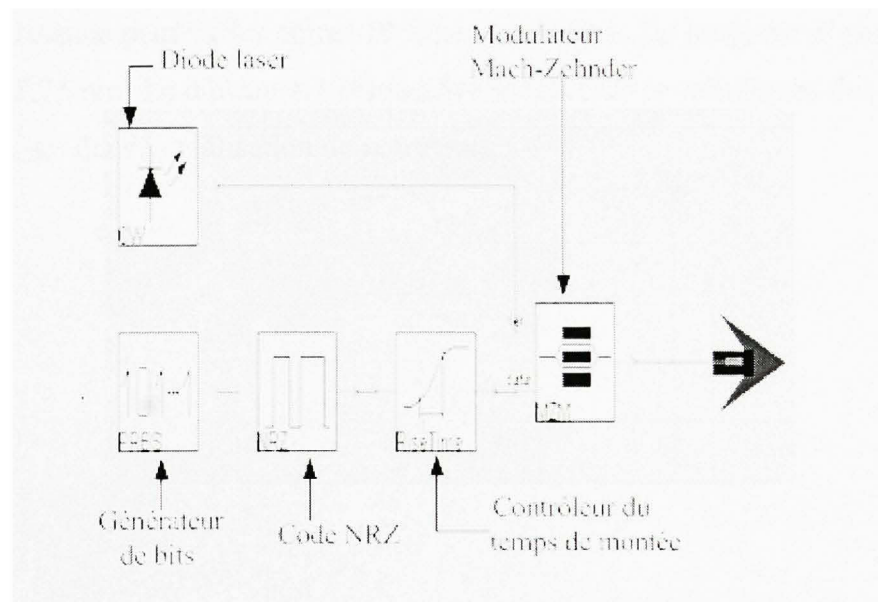 Modulateur
Mach-Zehnder
Diode laser
CW
PRBS
NRZ
RiseTime
MZM
Générateur
de bits
Code NRZ
Contrôleur du
temps de montée